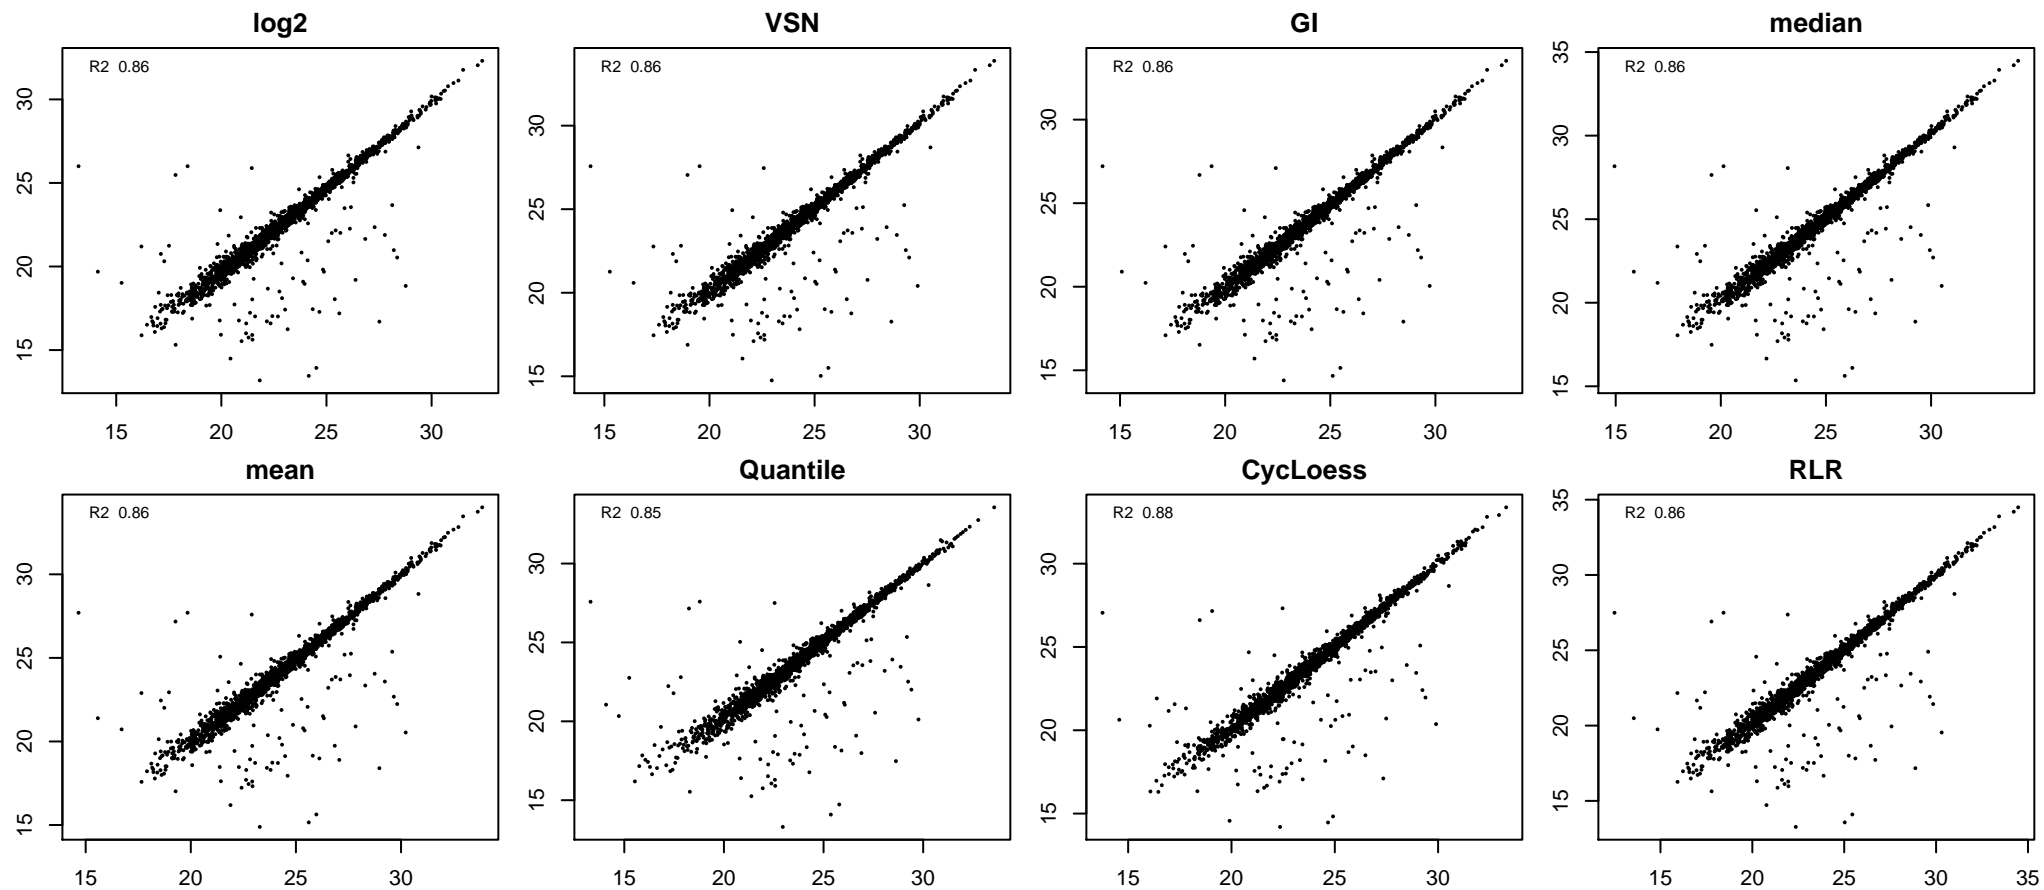 log2 VSN GI median
R2 0.86 R2 0.86 R2 0.86 R2 0.86
15 20 25 30 15 20 25 30 15 20 25 30 15 20 25 30 35
15 20 25 30 15 20 25 30 15 20 25 30 15 20 25 30
mean Quantile CycLoess RLR
R2 0.86 R2 0.85 R2 0.88 R2 0.86
15 20 25 30 15 20 25 30 15 20 25 30 15 20 25 30 35
15 20 25 30 15 20 25 30 15 20 25 30 15 20 25 30 35